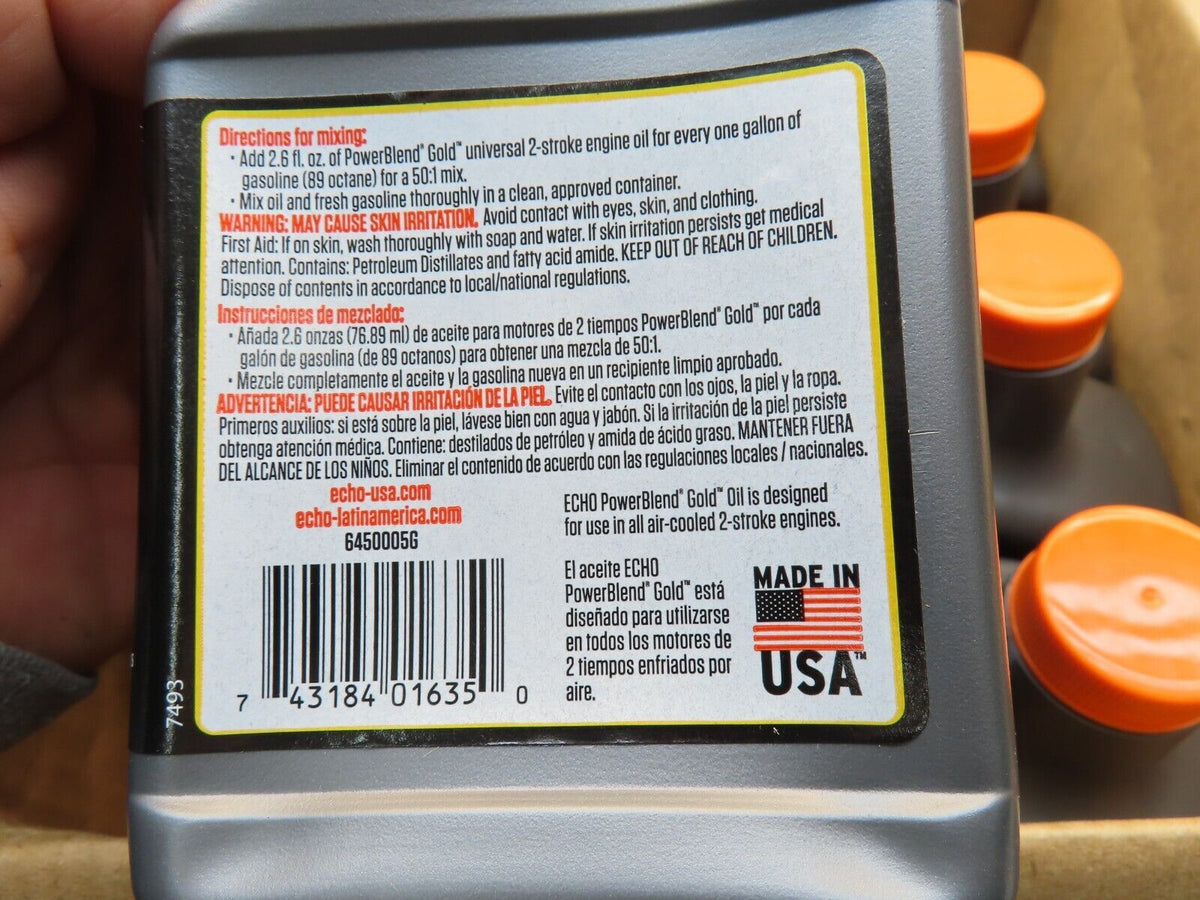 Directions for mixing:
• Add 2.6 fl. oz. of PowerBlend® Gold™ universal 2-stroke engine oil for every one gallon of
gasoline (89 octane) for a 50:1 mix.
• Mix oil and fresh gasoline thoroughly in a clean, approved container.
WARNING: MAY CAUSE SKIN IRRITATION. Avoid contact with eyes, skin, and clothing.
First Aid: If on skin, wash thoroughly with soap and water. If skin irritation persists get medical
attention. Contains: Petroleum Distillates and fatty acid amide. KEEP OUT OF REACH OF CHILDREN.
Dispose of contents in accordance to local/national regulations.
Instrucciones de mezclado:
• Añada 2.6 onzas (76.89 ml) de aceite para motores de 2 tiempos PowerBlend® Gold™ por cada
galón de gasolina (de 89 octanos) para obtener una mezcla de 50:1.
• Mezcle completamente el aceite y la gasolina nueva en un recipiente limpio aprobado.
ADVERTENCIA: PUEDE CAUSAR IRRITACIÓN DE LA PIEL. Evite el contacto con los ojos, la piel y la ropa.
Primeros auxilios: si está sobre la piel, lávese bien con agua y jabón. Si la irritación de la piel persiste
obtenga atención médica. Contiene: destilados de petróleo y amida de ácido graso. MANTENER FUERA
DEL ALCANCE DE LOS NIÑOS. Eliminar el contenido de acuerdo con las regulaciones locales / nacionales.
echo-usa.com
echo-latinamerica.com
6450005G
7 43184 01635 0
7493
ECHO PowerBlend® Gold™ Oil is designed
for use in all air-cooled 2-stroke engines.
El aceite ECHO
PowerBlend® Gold™ está
diseñado para utilizarse
en todos los motores de
2 tiempos enfriados por
aire.
MADE IN
USA™